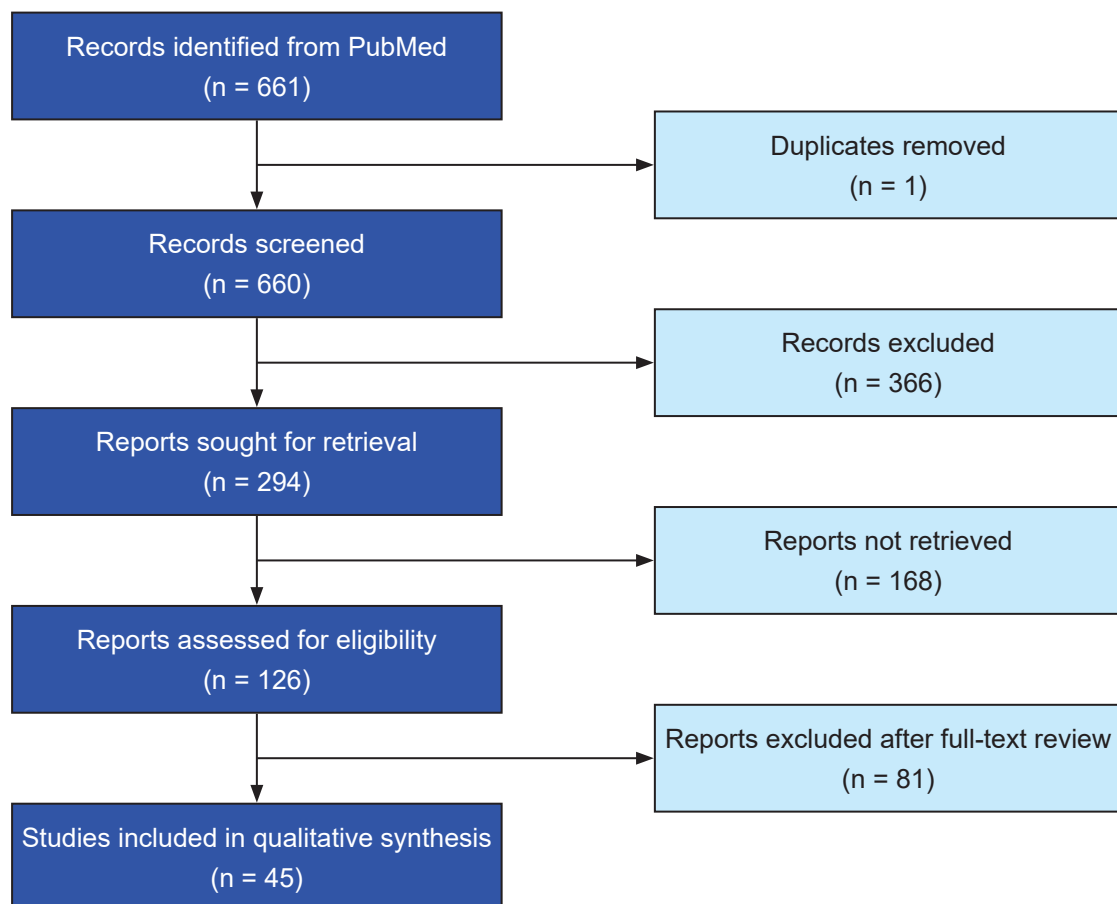 Records identified from PubMed
(n = 661)
Duplicates removed
(n = 1)
Records screened
(n = 660)
Records excluded
(n = 366)
Reports sought for retrieval
(n = 294)
Reports not retrieved
(n = 168)
Reports assessed for eligibility
(n = 126)
Reports excluded after full-text review
(n = 81)
Studies included in qualitative synthesis
(n = 45)